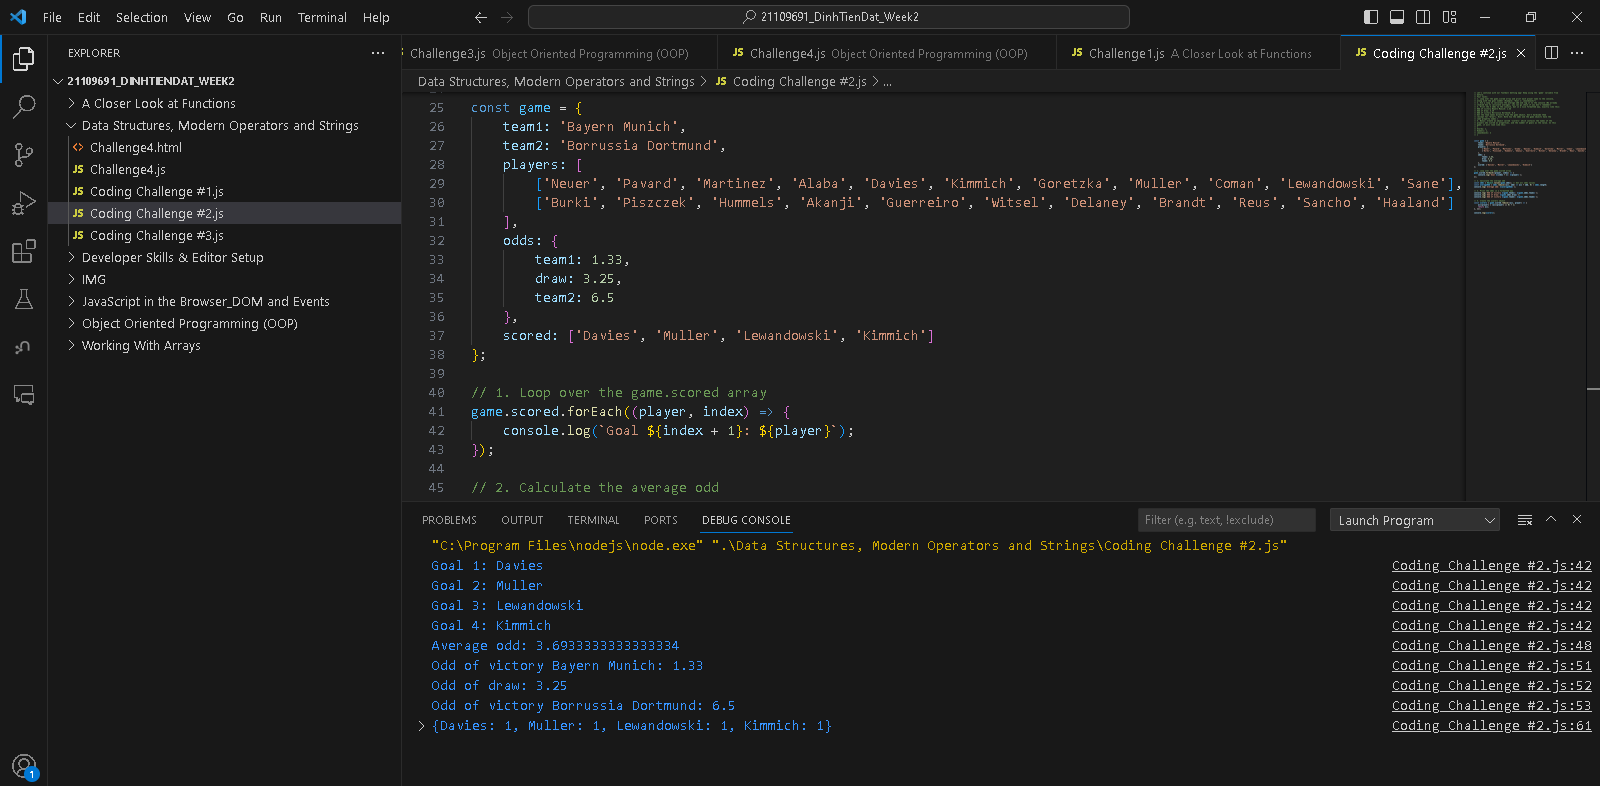 File Edit Selection View Go Run Terminal Help
21109691_DinhTienDat_Week2
EXPLORER
21109691_DINHTIENDAT_WEEK2
A Closer Look at Functions
Data Structures, Modern Operators and Strings
Challenge4.html
JS Challenge4.js
JS Coding Challenge #1.js
JS Coding Challenge #2.js
JS Coding Challenge #3.js
Developer Skills & Editor Setup
IMG
JavaScript in the Browser_DOM and Events
Object Oriented Programming (OOP)
Working With Arrays
1
Challenge3.js Object Oriented Programming (OOP)
JS Challenge4.js Object Oriented Programming (OOP)
JS Challenge1.js A Closer Look at Functions
JS Coding Challenge #2.js
Data Structures, Modern Operators and Strings > JS Coding Challenge #2.js > ...
25 const game = {
26 team1: 'Bayern Munich',
27 team2: 'Borrussia Dortmund',
28 players: [
29 ['Neuer', 'Pavard', 'Martinez', 'Alaba', 'Davies', 'Kimmich', 'Goretzka', 'Muller', 'Coman', 'Lewandowski', 'Sane'],
30 ['Burki', 'Piszczek', 'Hummels', 'Akanji', 'Guerreiro', 'Witsel', 'Delaney', 'Brandt', 'Reus', 'Sancho', 'Haaland']
31 ],
32 odds: {
33 team1: 1.33,
34 draw: 3.25,
35 team2: 6.5
36 },
37 scored: ['Davies', 'Muller', 'Lewandowski', 'Kimmich']
38 };
39
40 // 1. Loop over the game.scored array
41 game.scored.forEach((player, index) => {
42 console.log(`Goal ${index + 1}: ${player}`);
43 });
44
45 // 2. Calculate the average odd
PROBLEMS OUTPUT TERMINAL PORTS DEBUG CONSOLE
Filter (e.g. text, !exclude)
Launch Program
"C:\Program Files\nodejs\node.exe" ".\Data Structures, Modern Operators and Strings\Coding Challenge #2.js"
Goal 1: Davies Coding Challenge #2.js:42
Goal 2: Muller Coding Challenge #2.js:42
Goal 3: Lewandowski Coding Challenge #2.js:42
Goal 4: Kimmich Coding Challenge #2.js:42
Average odd: 3.6933333333333334 Coding Challenge #2.js:48
Odd of victory Bayern Munich: 1.33 Coding Challenge #2.js:51
Odd of draw: 3.25 Coding Challenge #2.js:52
Odd of victory Borrussia Dortmund: 6.5 Coding Challenge #2.js:53
> {Davies: 1, Muller: 1, Lewandowski: 1, Kimmich: 1} Coding Challenge #2.js:61